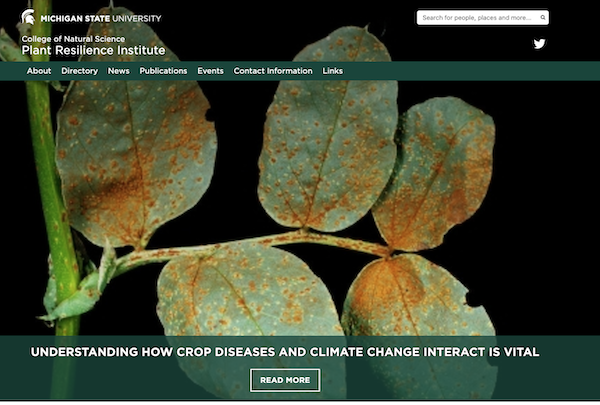 MICHIGAN STATE UNIVERSITY
Search for people, places and more...
College of Natural Science
Plant Resilience Institute
About Directory News Publications Events Contact Information Links
UNDERSTANDING HOW CROP DISEASES AND CLIMATE CHANGE INTERACT IS VITAL
READ MORE